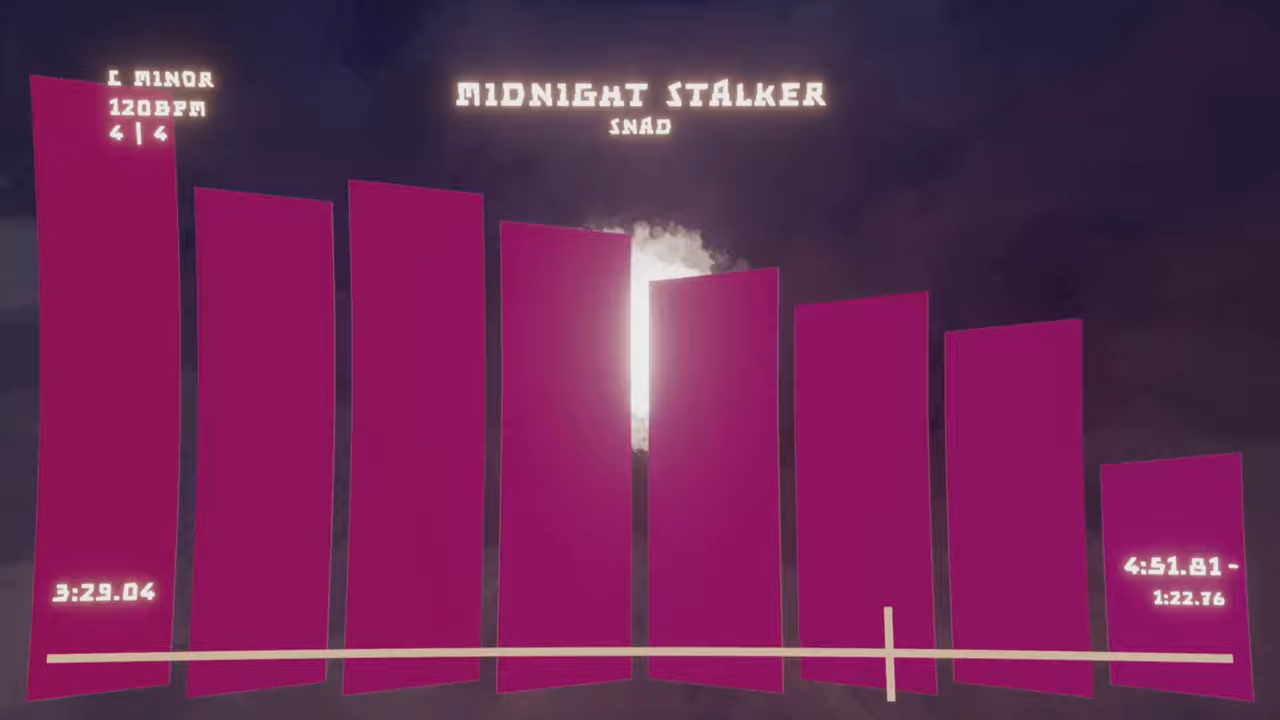 C MINOR
120BPM
4 | 4
MIDNIGHT STALKER
SNAD
3:29.04
4:51.81 -
1:22.76